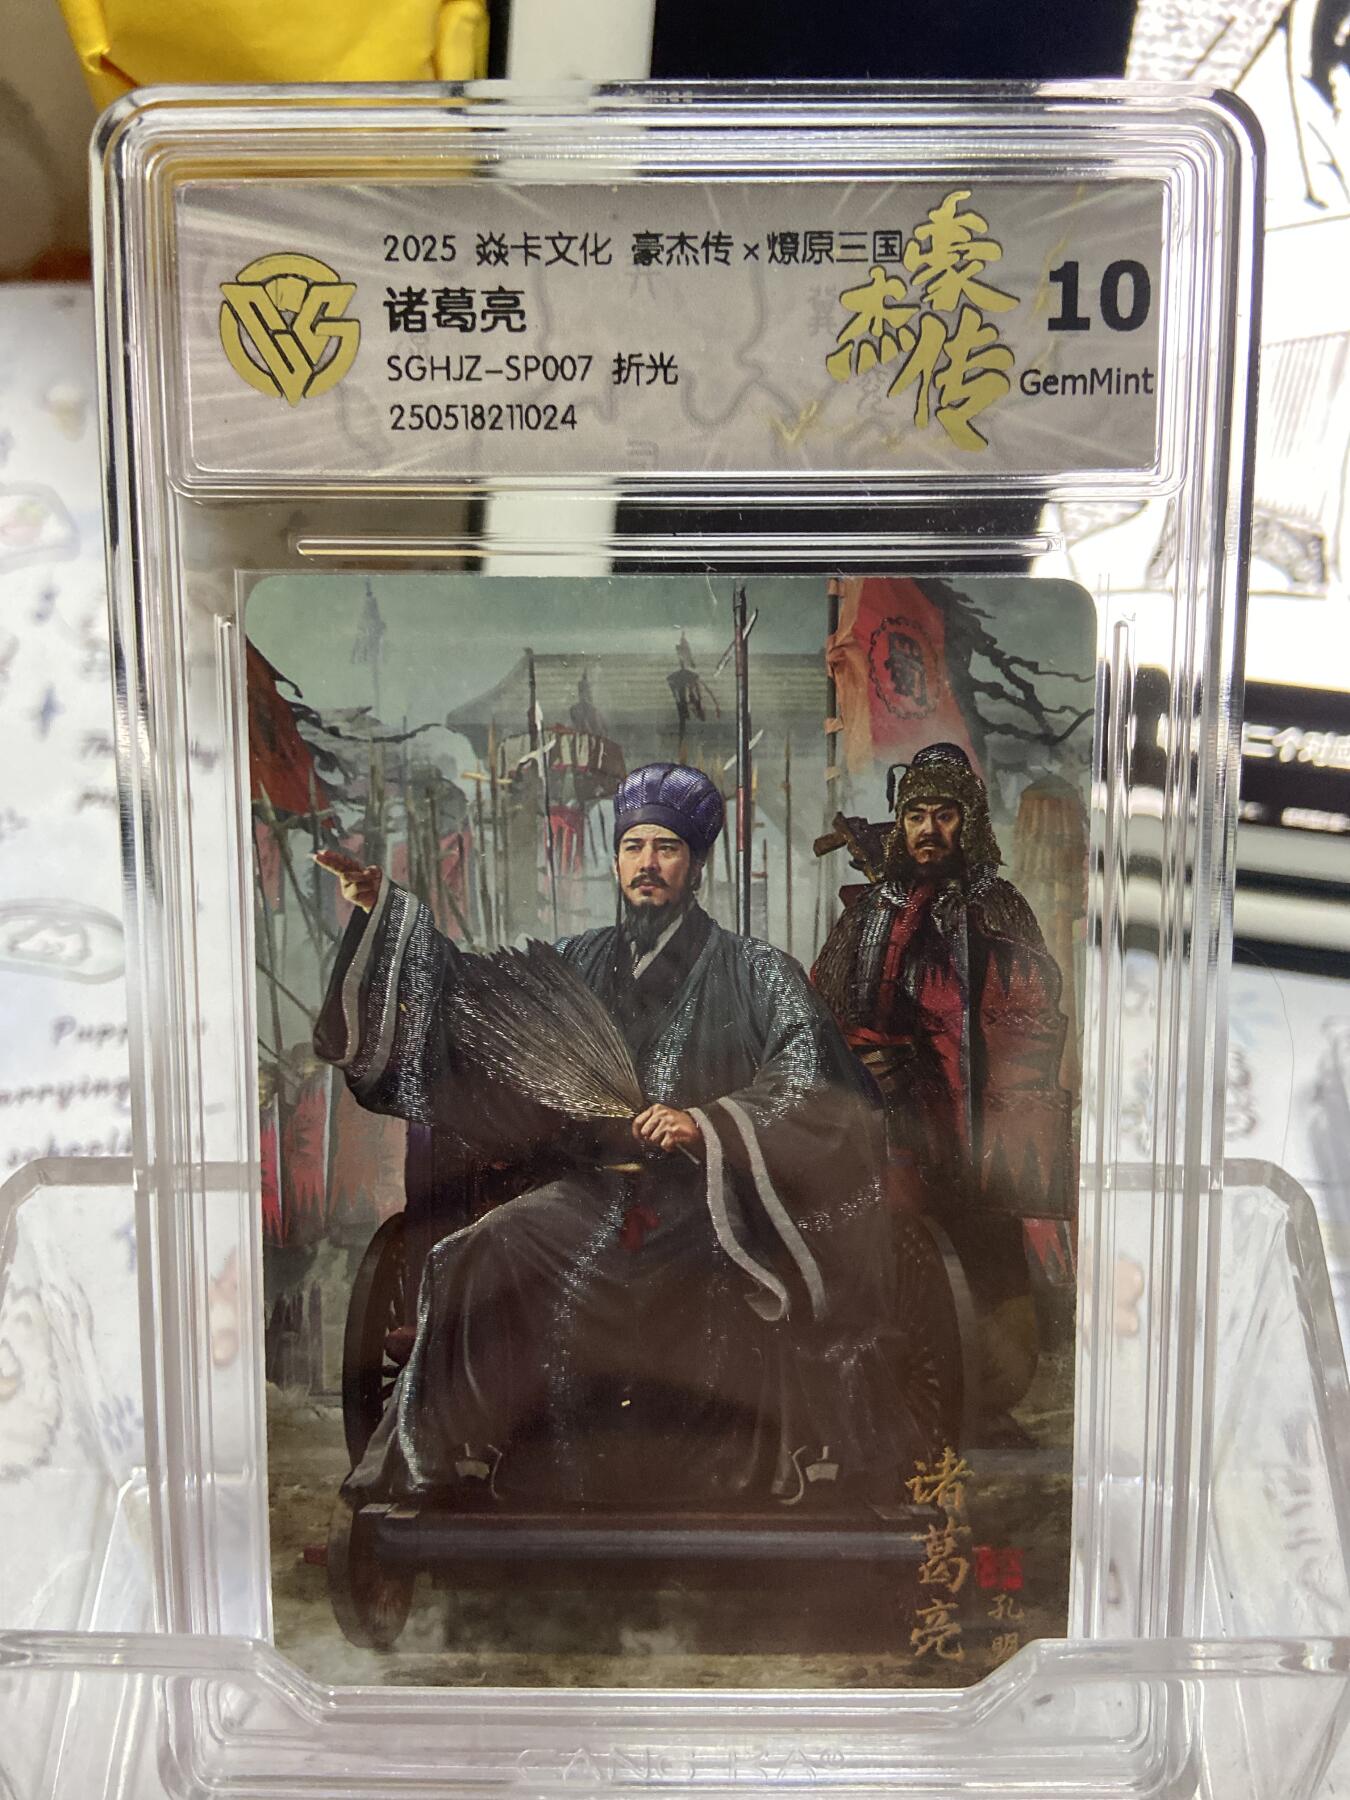 2025 焱卡文化 豪杰传×燎原三国
诸葛亮
SGHJZ-SP007 折光
250518211024
豪杰传
10
GemMint
蜀
诸葛亮
孔明